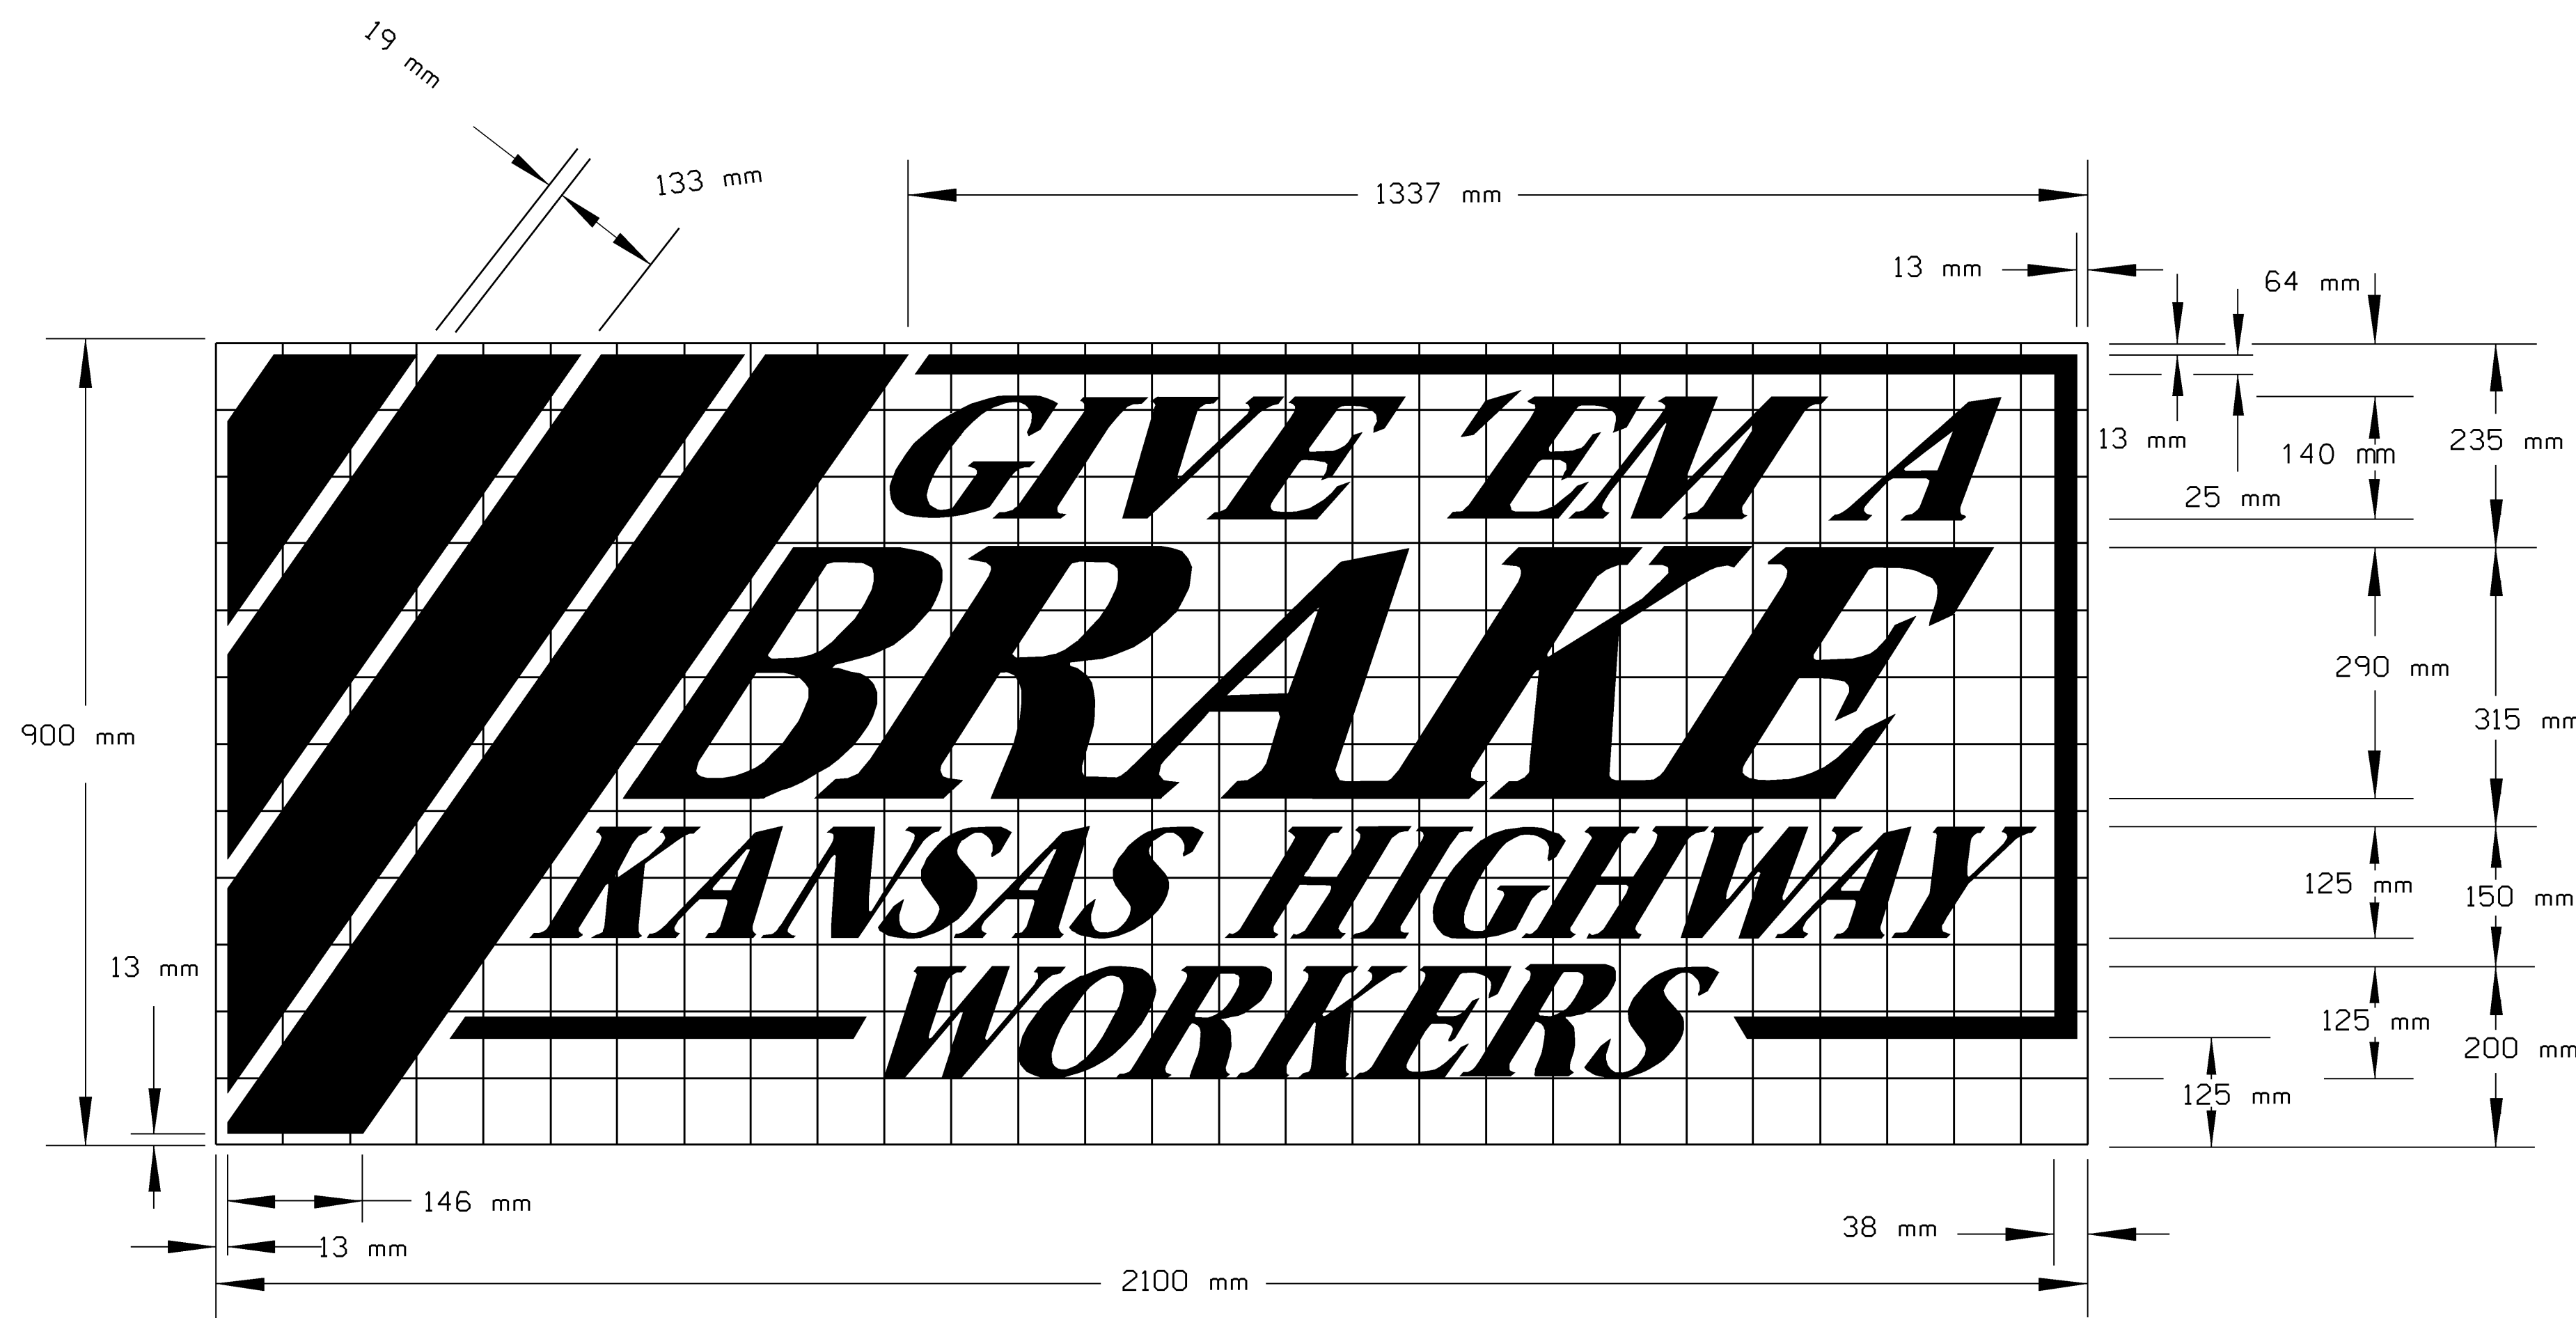 19 mm
133 mm
1337 mm
13 mm
64 mm
GIVE 'EM A
13 mm
140 mm
235 mm
25 mm
BRAKE
290 mm
900 mm
315 mm
KANSAS HIGHWAY
125 mm
150 mm
13 mm
WORKERS
125 mm
200 mm
125 mm
146 mm
13 mm
38 mm
2100 mm